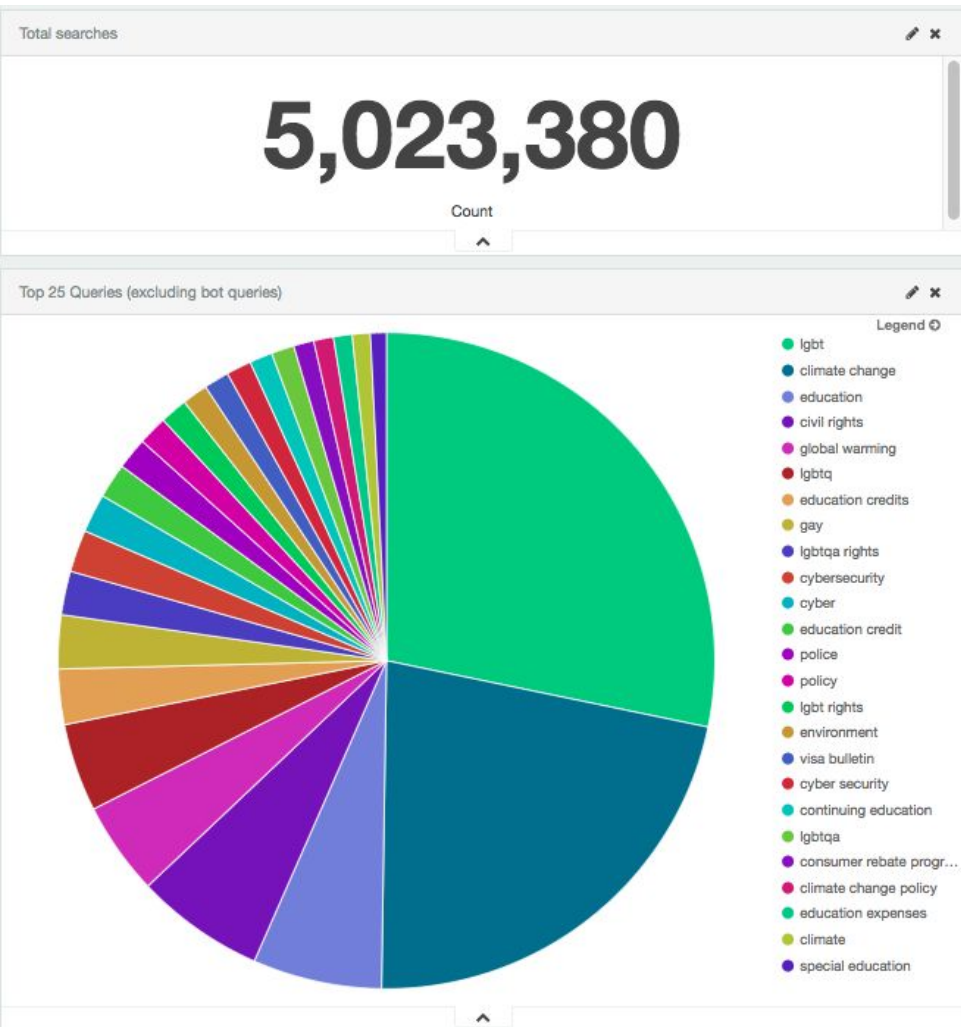 Total searches
5,023,380
Count
Top 25 Queries (excluding bot queries)
Legend
lgbt
climate change
education
civil rights
global warming
lgbtq
education credits
gay
lgbtqa rights
cybersecurity
cyber
education credit
police
policy
lgbt rights
environment
visa bulletin
cyber security
continuing education
lgbtqa
consumer rebate progr...
climate change policy
education expenses
climate
special education